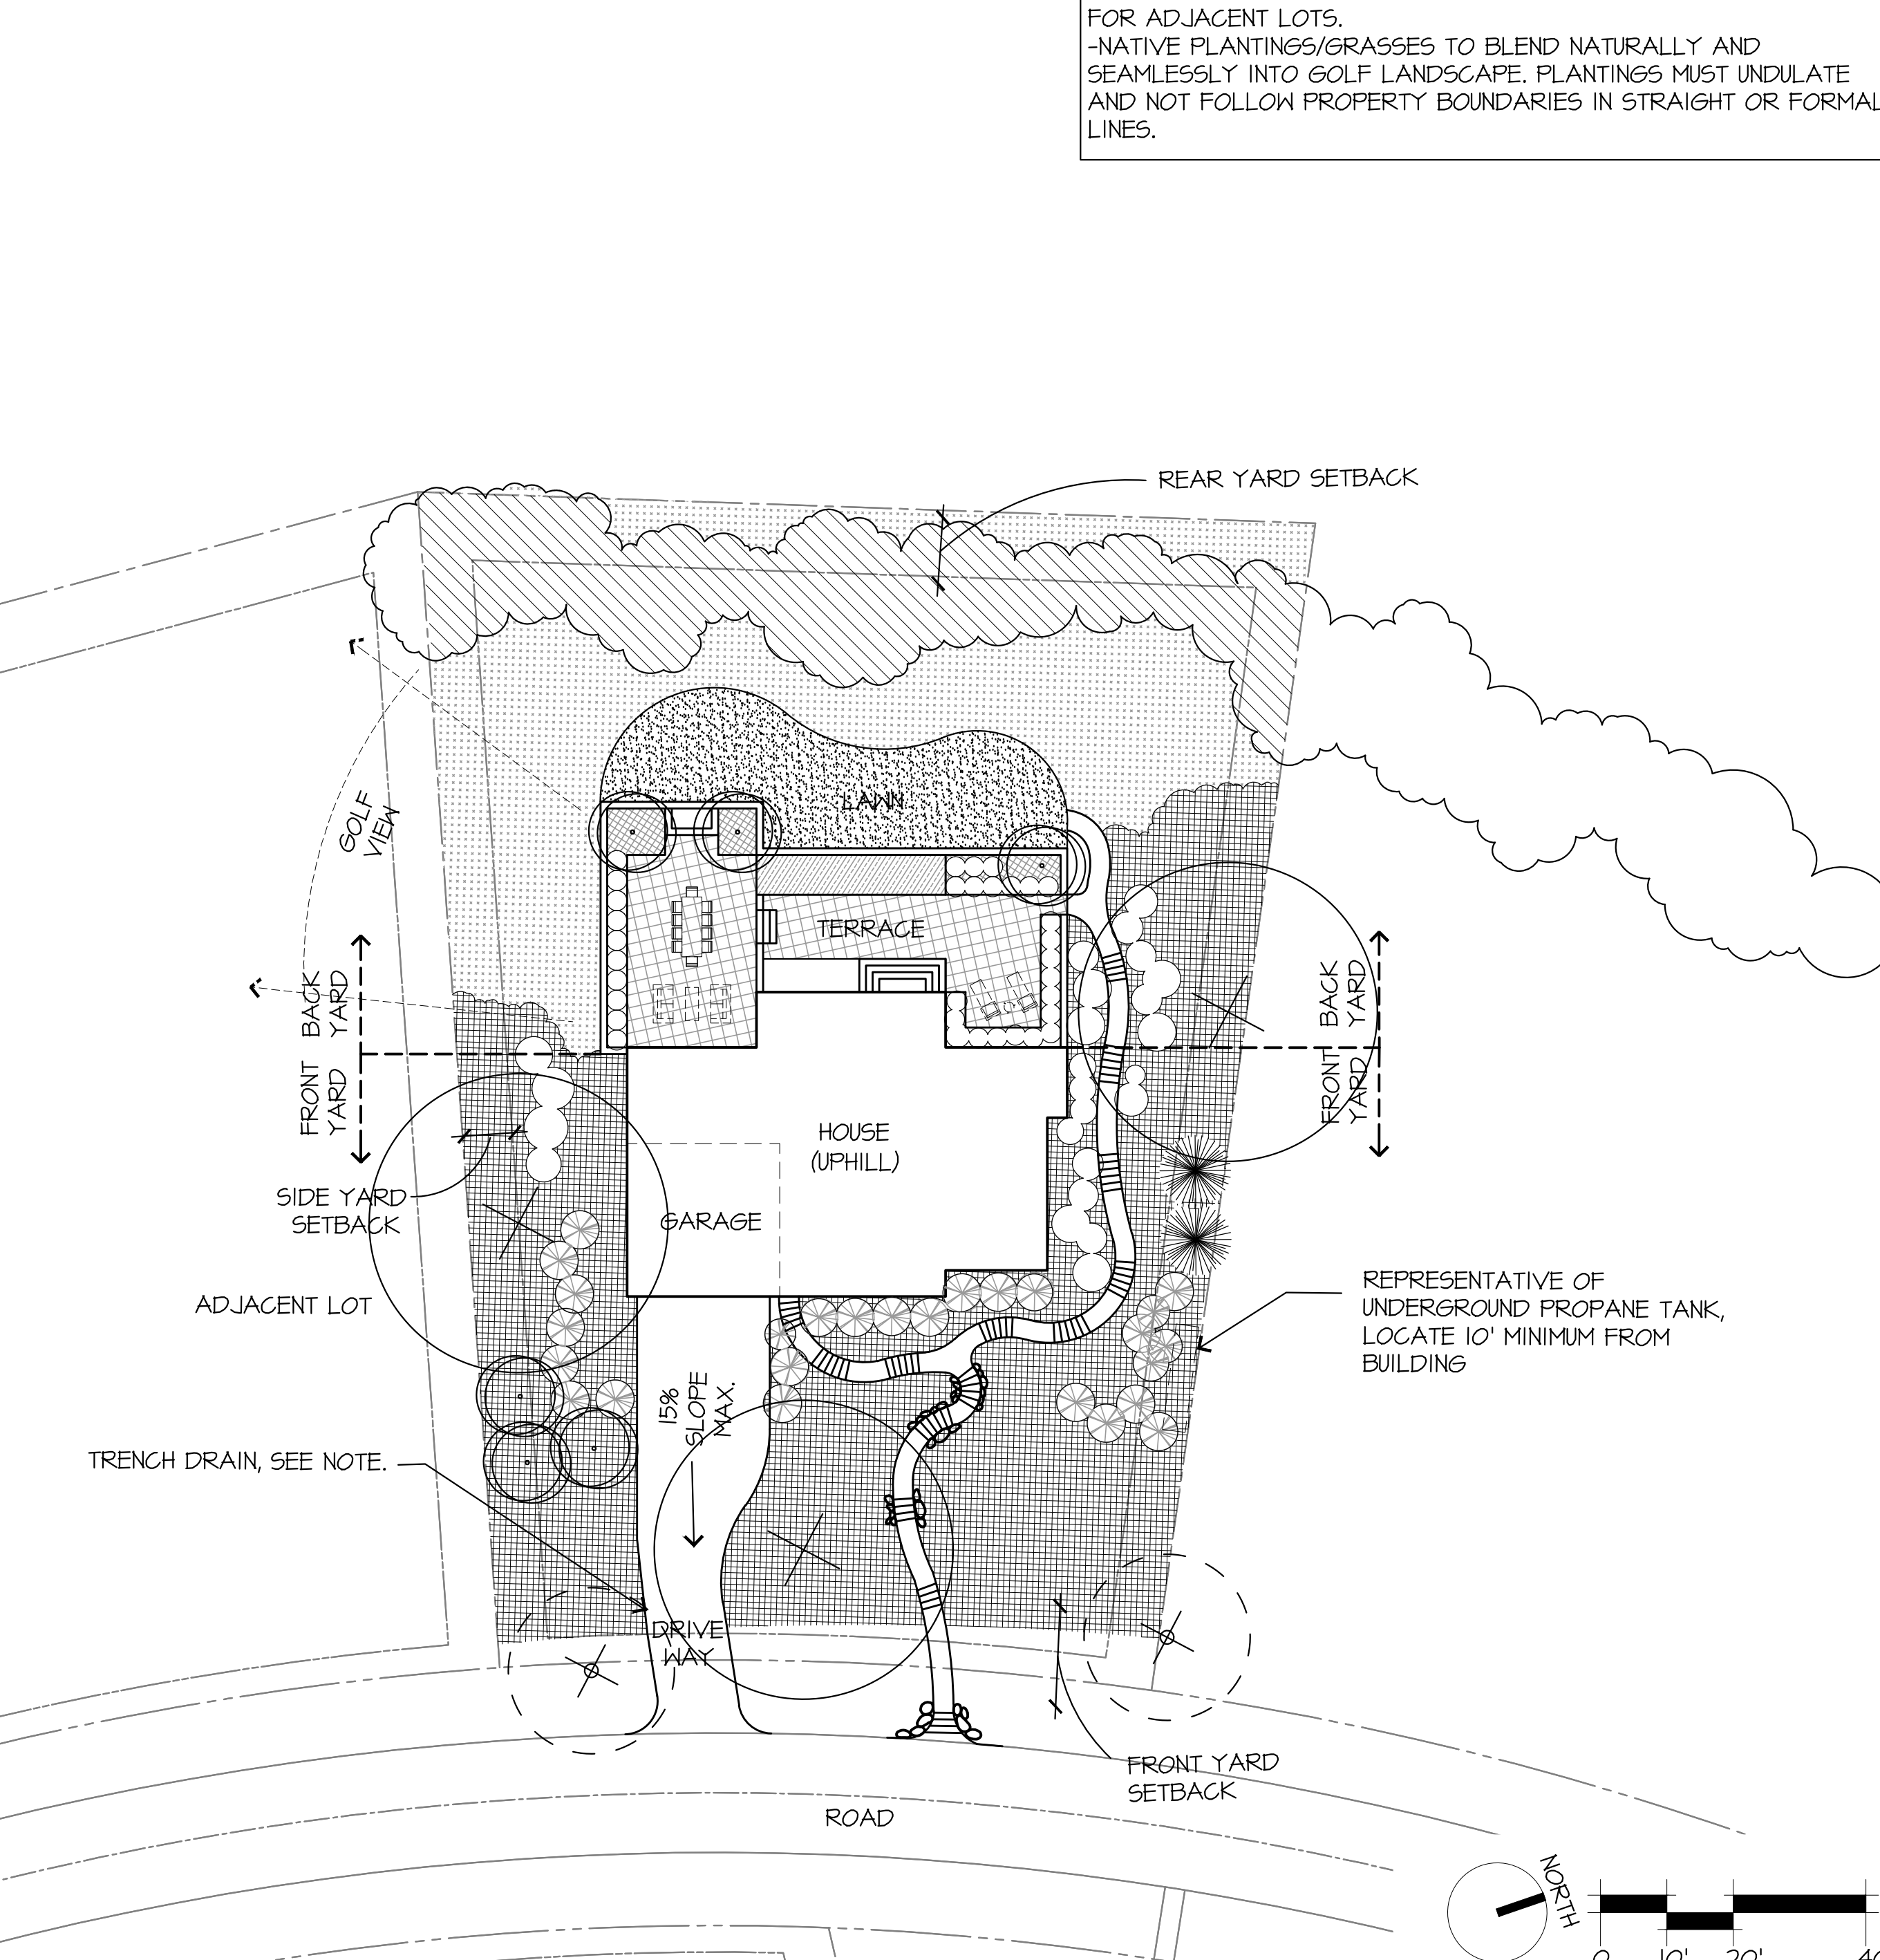 FOR ADJACENT LOTS.
-NATIVE PLANTINGS/GRASSES TO BLEND NATURALLY AND
SEAMLESSLY INTO GOLF LANDSCAPE. PLANTINGS MUST UNDULATE
AND NOT FOLLOW PROPERTY BOUNDARIES IN STRAIGHT OR FORMAL
LINES.
REAR YARD SETBACK
GOLF
VIEW
LAWN
TERRACE
BACK
YARD
FRONT
YARD
BACK
YARD
FRONT
YARD
HOUSE
(UPHILL)
SIDE YARD
SETBACK
GARAGE
ADJACENT LOT
REPRESENTATIVE OF
UNDERGROUND PROPANE TANK,
LOCATE 10' MINIMUM FROM
BUILDING
15%
SLOPE
MAX.
TRENCH DRAIN, SEE NOTE.
DRIVE
WAY
FRONT YARD
SETBACK
ROAD
NORTH
0 10' 20' 40